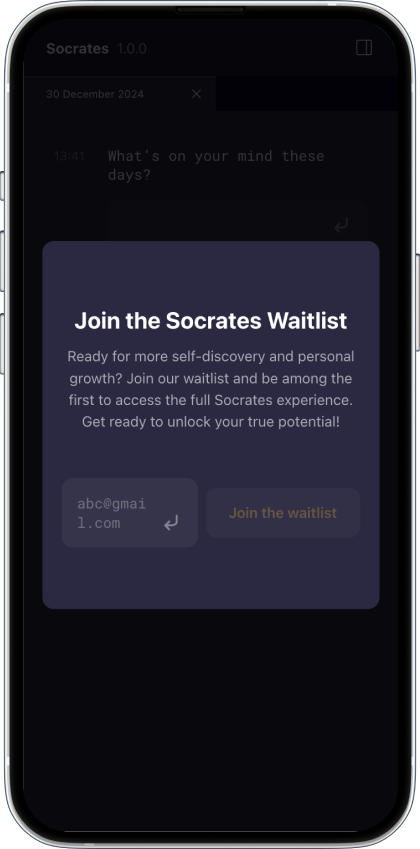 Socrates 1.0.0
30 December 2024
13:41 What's on your mind these
days?
Join the Socrates Waitlist
Ready for more self-discovery and personal
growth? Join our waitlist and be among the
first to access the full Socrates experience.
Get ready to unlock your true potential!
abc@gmai
l.com
Join the waitlist